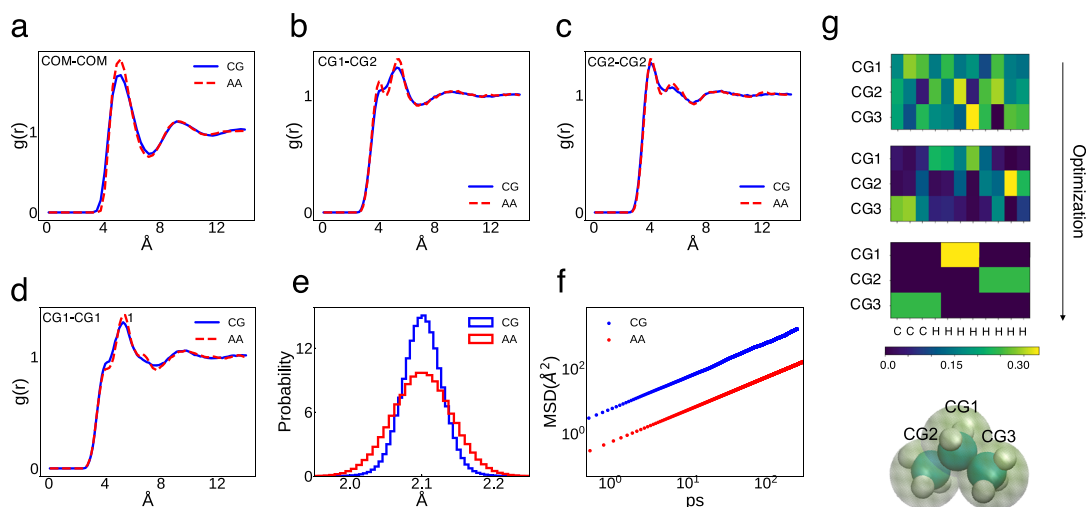 a
COM-COM
CG
AA
g(r)
1
0
0 4 8 12
Å
b
CG1-CG2
CG
AA
g(r)
1
0
0 4 8 12
Å
c
CG2-CG2
CG
AA
g(r)
1
0
0 4 8 12
Å
d
CG1-CG1
1
CG
AA
g(r)
1
0
0 4 8 12
Å
e
CG
AA
Probability
12
6
0
2.0 2.1 2.2
Å
f
CG
AA
MSD(Å²)
10²
10⁰
10⁰ 10¹ 10²
ps
g
CG1
CG2
CG3
CG1
CG2
CG3
CG1
CG2
CG3
C C C H H H H H H H H
0.0 0.15 0.30
Optimization
CG1
CG2 CG3